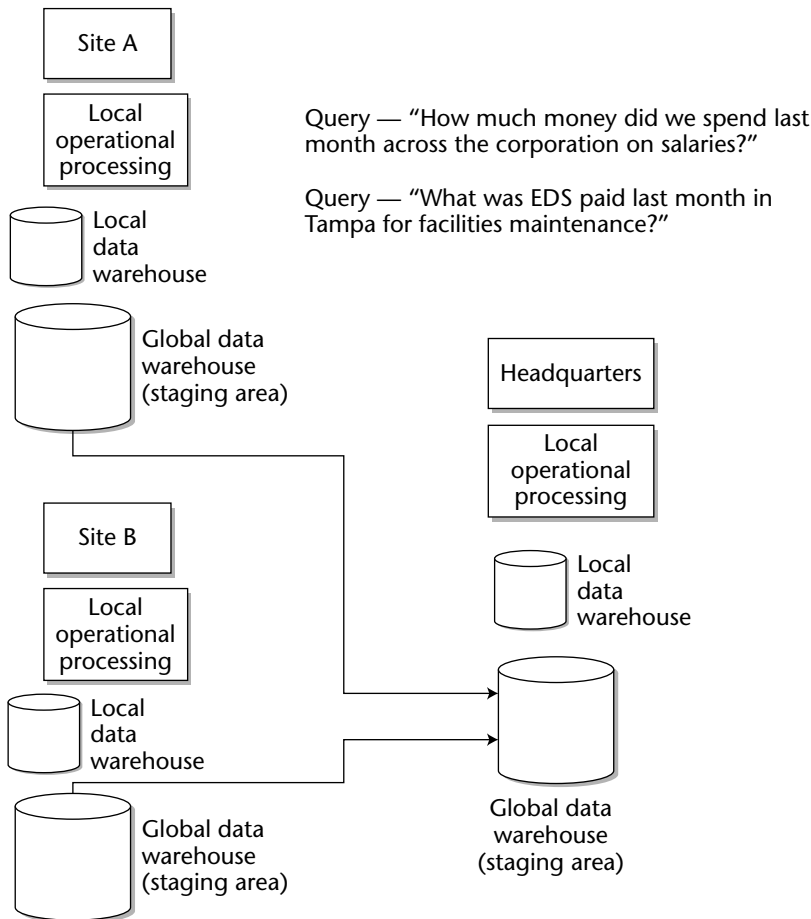 Site A
Local
operational
processing
Query — “How much money did we spend last
month across the corporation on salaries?”
Query — “What was EDS paid last month in
Tampa for facilities maintenance?”
Local
data
warehouse
Global data
warehouse
(staging area)
Headquarters
Local
operational
processing
Site B
Local
operational
processing
Local
data
warehouse
Local
data
warehouse
Global data
warehouse
(staging area)
Global data
warehouse
(staging area)